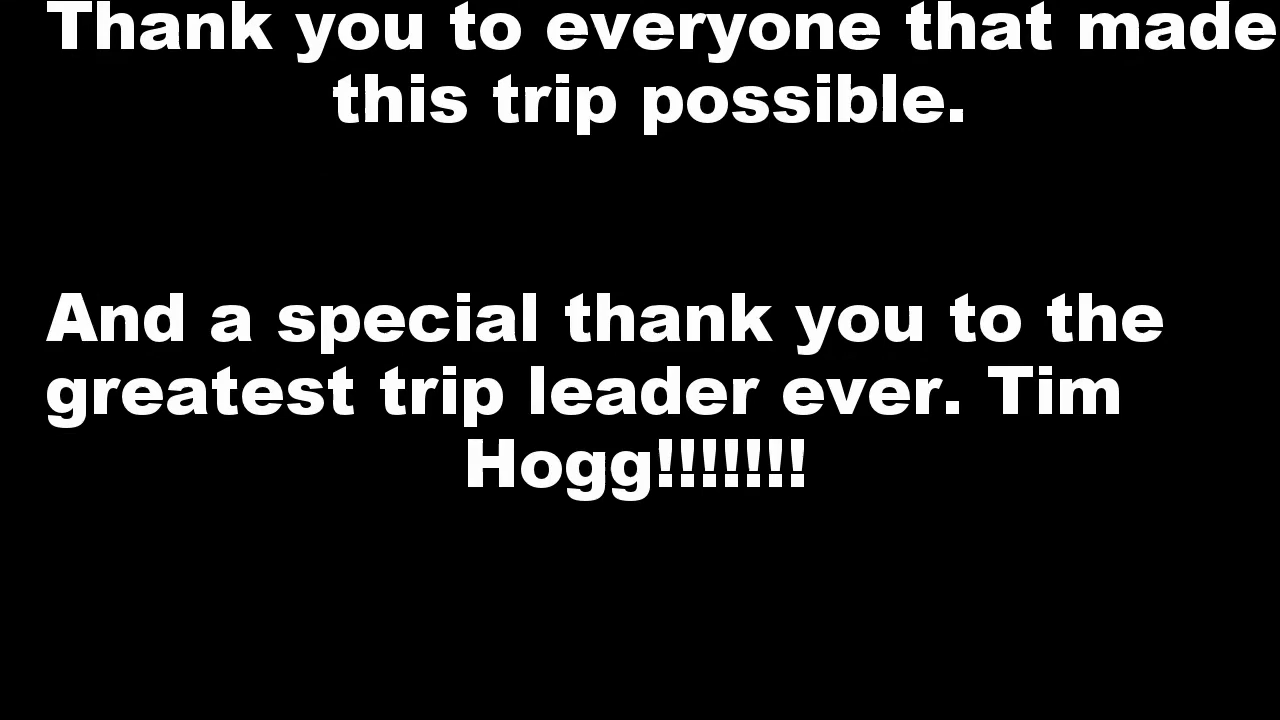 Thank you to everyone that made
this trip possible.
And a special thank you to the
greatest trip leader ever. Tim
Hogg!!!!!!!